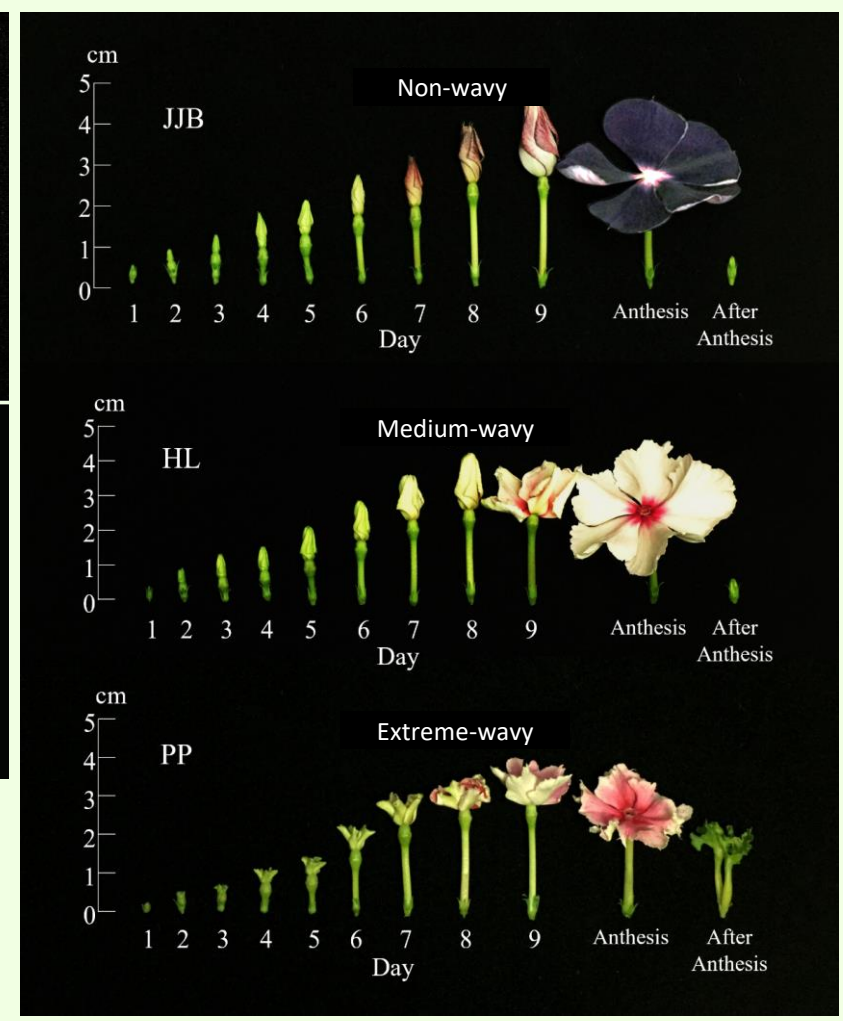 cm
Non-wavy
5
JJB
4
3
2
1
0
1 2 3 4 5 6 7 8 9 Anthesis After
Anthesis
Day
cm
Medium-wavy
5
HL
4
3
2
1
0
1 2 3 4 5 6 7 8 9 Anthesis After
Anthesis
Day
cm
Extreme-wavy
5
PP
4
3
2
1
0
1 2 3 4 5 6 7 8 9 Anthesis After
Anthesis
Day